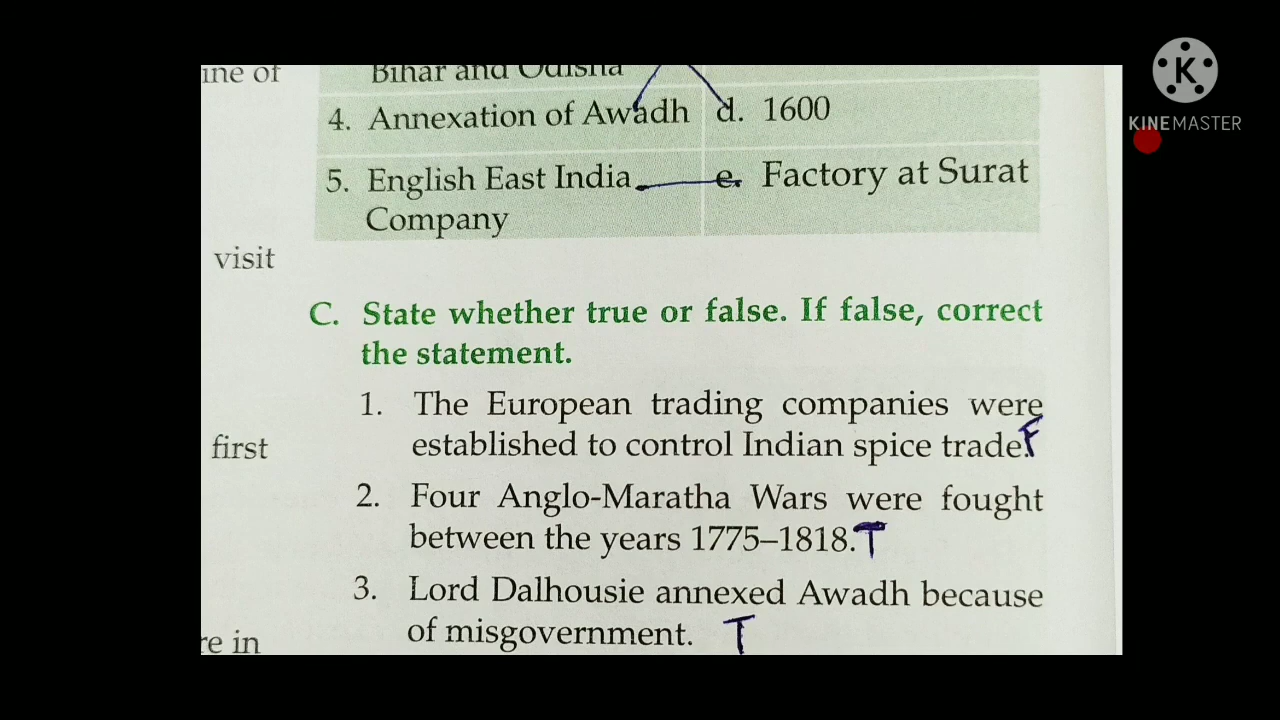 ine of
Bihar and Odisha
4. Annexation of Awadh d. 1600
5. English East India e. Factory at Surat
Company
visit
C. State whether true or false. If false, correct
the statement.
1. The European trading companies were
first
established to control Indian spice trade. F
2. Four Anglo-Maratha Wars were fought
between the years 1775–1818. T
3. Lord Dalhousie annexed Awadh because
re in
of misgovernment. T
K
KINEMASTER